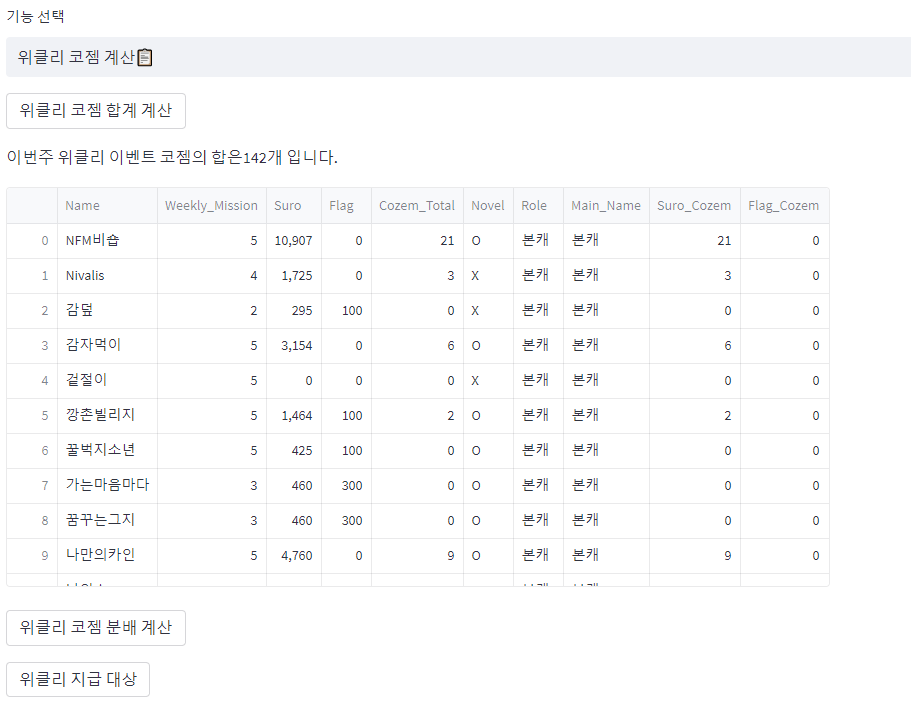 기능 선택
위클리 코젬 계산📋
위클리 코젬 합계 계산
이번주 위클리 이벤트 코젬의 합은142개 입니다.
Name Weekly_Mission Suro Flag Cozem_Total Novel Role Main_Name Suro_Cozem Flag_Cozem
0 NFM비숍 5 10,907 0 21 O 본캐 본캐 21 0
1 Nivalis 4 1,725 0 3 X 본캐 본캐 3 0
2 감덮 2 295 100 0 X 본캐 본캐 0 0
3 감자먹이 5 3,154 0 6 O 본캐 본캐 6 0
4 겉절이 5 0 0 0 X 본캐 본캐 0 0
5 깡촌빌리지 5 1,464 100 2 O 본캐 본캐 2 0
6 꿀벅지소년 5 425 100 0 O 본캐 본캐 0 0
7 가는마음마다 3 460 300 0 O 본캐 본캐 0 0
8 꿈꾸는그지 3 460 300 0 O 본캐 본캐 0 0
9 나만의카인 5 4,760 0 9 O 본캐 본캐 9 0
위클리 코젬 분배 계산
위클리 지급 대상